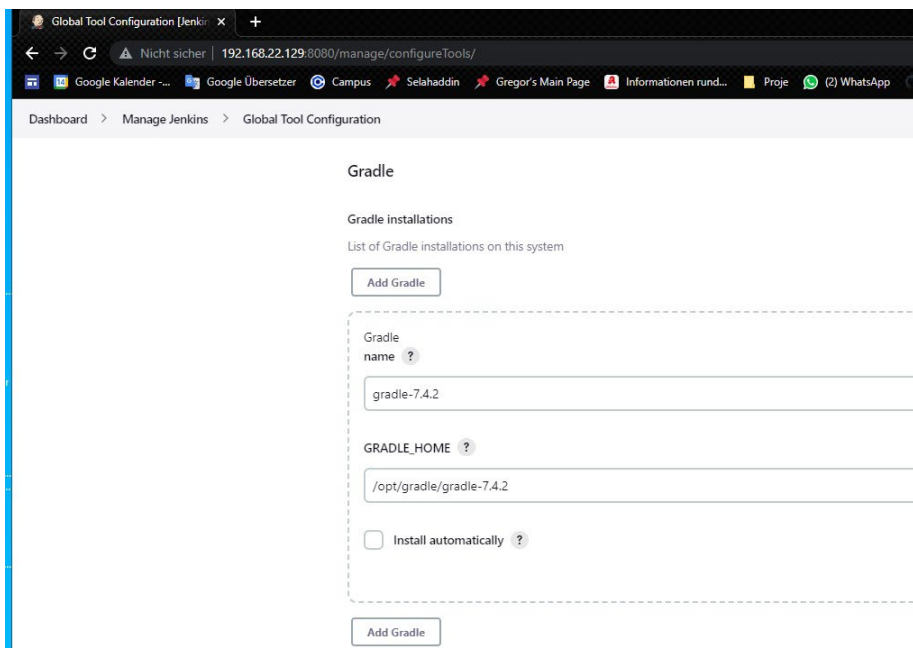 Global Tool Configuration [Jenkin
Nicht sicher | 192.168.22.129:8080/manage/configureTools/
14 Google Kalender -... Google Übersetzer Campus Selahaddin Gregor's Main Page Informationen rund... Proje (2) WhatsApp
Dashboard > Manage Jenkins > Global Tool Configuration
Gradle
Gradle installations
List of Gradle installations on this system
Add Gradle
Gradle
name ?
gradle-7.4.2
GRADLE_HOME ?
/opt/gradle/gradle-7.4.2
Install automatically ?
Add Gradle